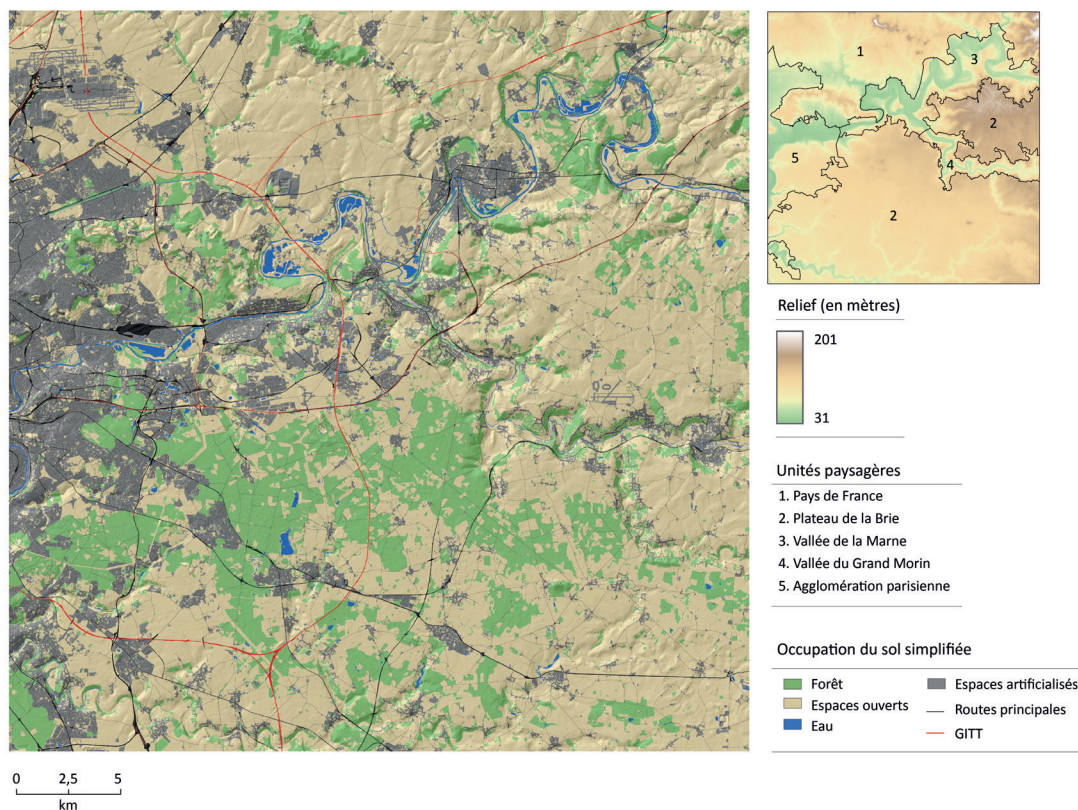 1
3
2
4
5
2
Relief (en mètres)
201
31
Unités paysagères
1. Pays de France
2. Plateau de la Brie
3. Vallée de la Marne
4. Vallée du Grand Morin
5. Agglomération parisienne
Occupation du sol simplifiée
Forêt
Espaces ouverts
Eau
Espaces artificialisés
Routes principales
GITT
0 2,5 5
km